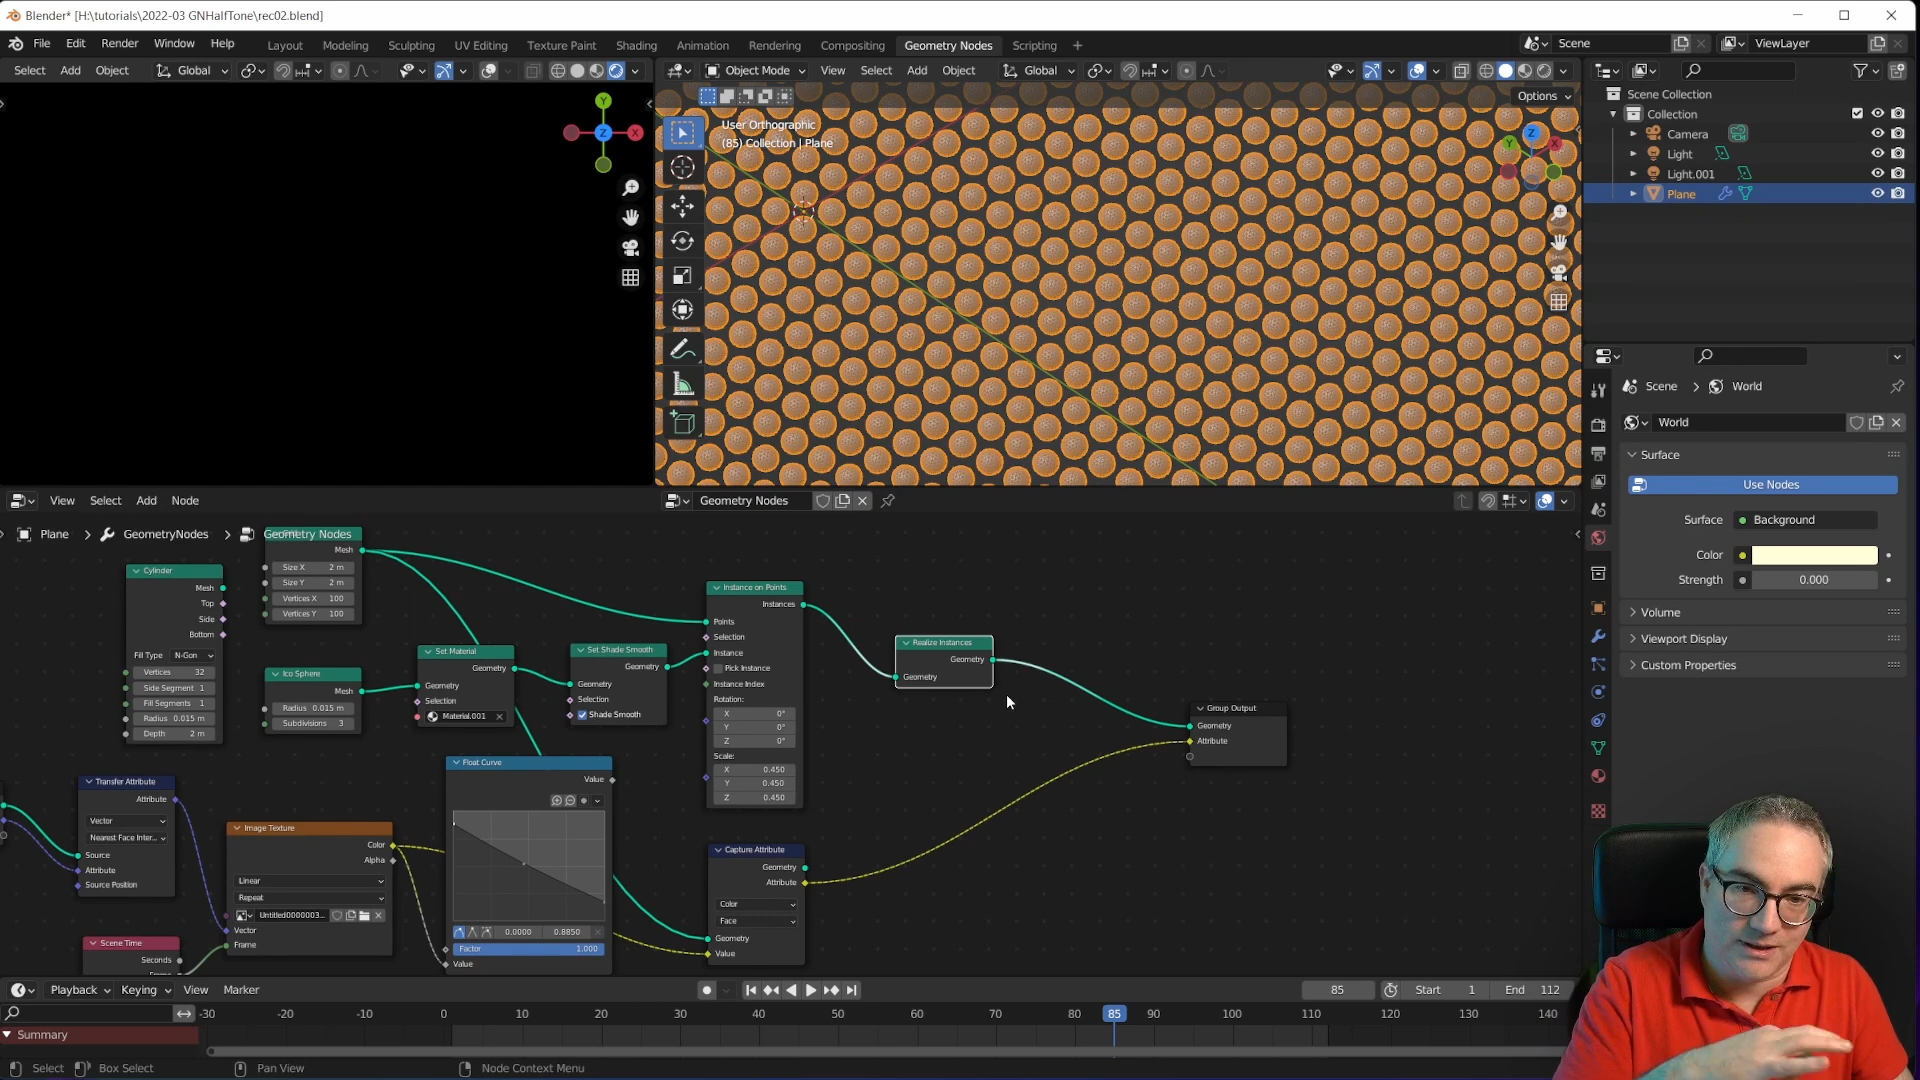 Blender* [H:\tutorials\2022-03 GNHalfTone\rec02.blend]
File Edit Render Window Help Layout Modeling Sculpting UV Editing Texture Paint Shading Animation Rendering Compositing Geometry Nodes Scripting + Scene ViewLayer
Select Add Object Global Object Mode View Select Add Object Global
Options
User Orthographic
(85) Collection | Plane
Y
Z
X
Z
Y
X
Scene Collection
Collection
Camera
Light
Light.001
Plane
Scene > World
World
Surface
Use Nodes
Surface Background
Color
Strength 0.000
Volume
Viewport Display
Custom Properties
View Select Add Node Geometry Nodes
Plane > GeometryNodes > Geometry Nodes
Mesh
Size X 2 m
Size Y 2 m
Vertices X 100
Vertices Y 100
Cylinder
Mesh
Top
Side
Bottom
Fill Type N-Gon
Vertices 32
Side Segment 1
Fill Segments 1
Radius 0.015 m
Depth 2 m
Ico Sphere
Mesh
Radius 0.015 m
Subdivisions 3
Set Material
Geometry
Geometry
Selection
Material.001
Set Shade Smooth
Geometry
Geometry
Selection
Shade Smooth
Instance on Points
Instances
Points
Selection
Instance
Pick Instance
Instance Index
Rotation:
X 0°
Y 0°
Z 0°
Scale:
X 0.450
Y 0.450
Z 0.450
Realize Instances
Geometry
Geometry
Group Output
Geometry
Attribute
Transfer Attribute
Attribute
Vector
Nearest Face Inter...
Source
Attribute
Source Position
Image Texture
Color
Alpha
Linear
Repeat
Untitled0000003...
Vector
Frame
Scene Time
Seconds
Float Curve
Value
0.0000 0.8850
Factor 1.000
Value
Capture Attribute
Geometry
Attribute
Color
Face
Geometry
Value
Playback Keying View Marker 85 Start 1 End 112
-30 -20 -10 0 10 20 30 40 50 60 70 80 85 90 100 110 120 130 140
Summary
Select Box Select Pan View Node Context Menu